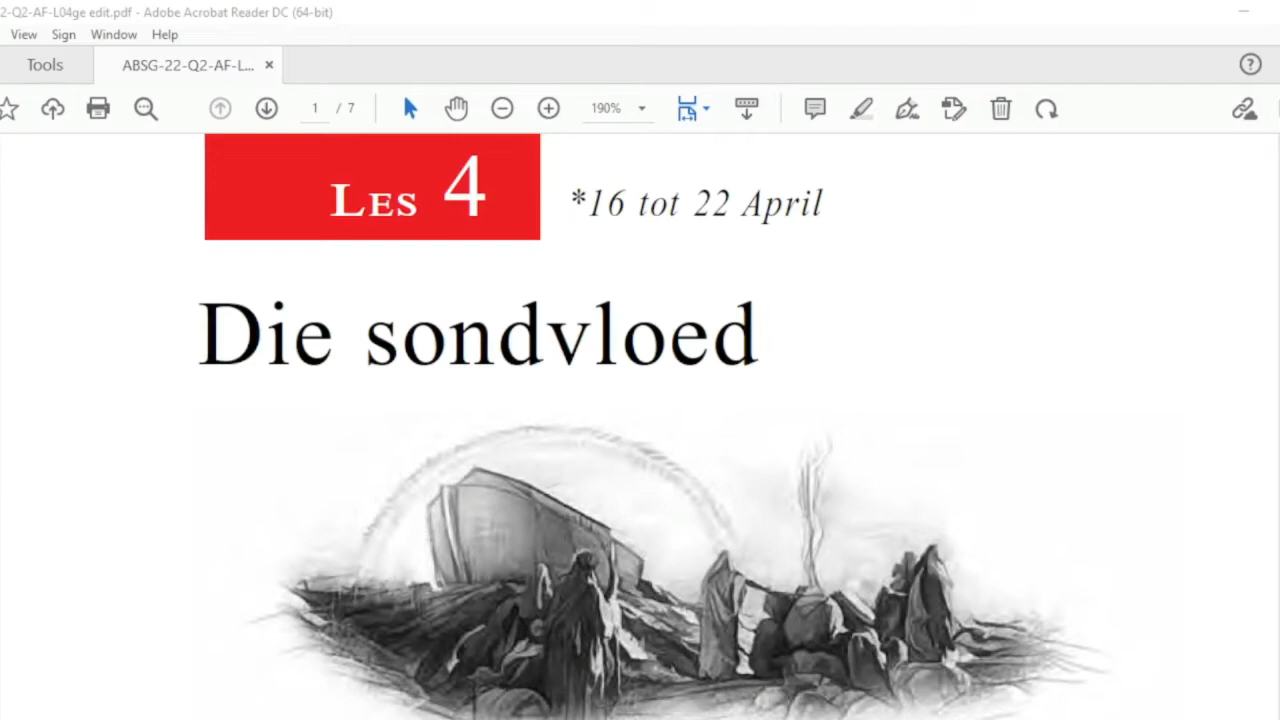 2-Q2-AF-L04ge edit.pdf - Adobe Acrobat Reader DC (64-bit)
View Sign Window Help
Tools ABSG-22-Q2-AF-L... ×
1 / 7 190%
LES 4 *16 tot 22 April
Die sondvloed